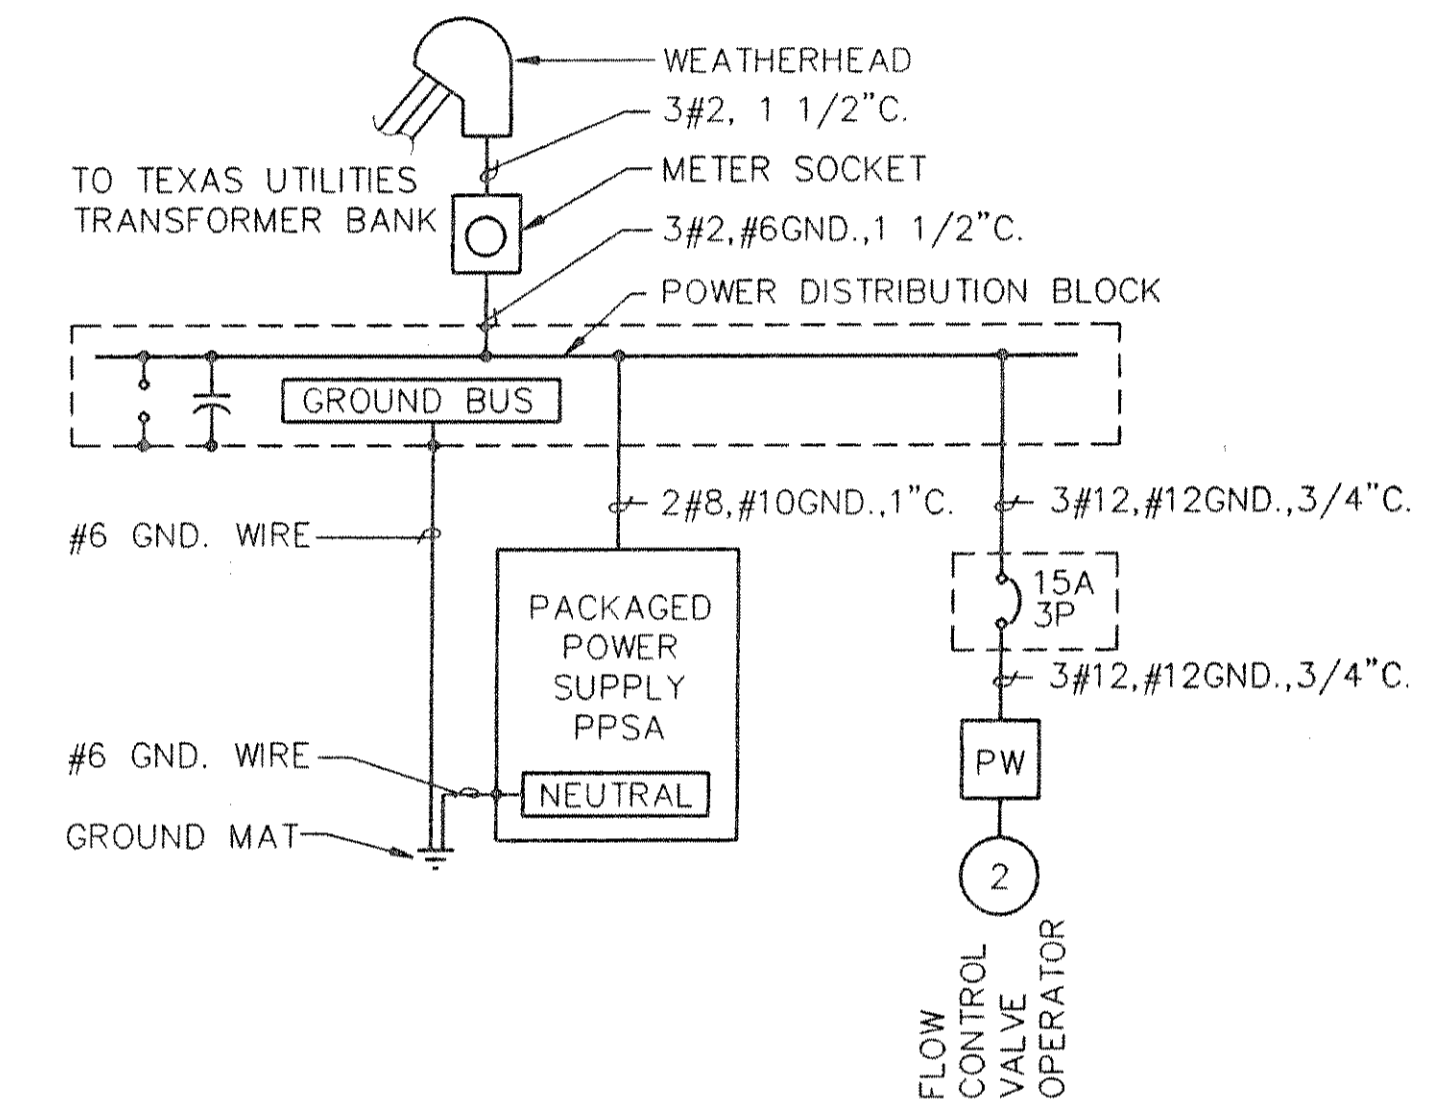 WEATHERHEAD
3#2, 1 1/2"C.
TO TEXAS UTILITIES
TRANSFORMER BANK
METER SOCKET
3#2,#6GND.,1 1/2"C.
POWER DISTRIBUTION BLOCK
GROUND BUS
#6 GND. WIRE
2#8,#10GND.,1"C.
3#12,#12GND.,3/4"C.
15A
3P
3#12,#12GND.,3/4"C.
PACKAGED
POWER
SUPPLY
PPSA
NEUTRAL
#6 GND. WIRE
GROUND MAT
PW
2
FLOW
CONTROL
VALVE
OPERATOR